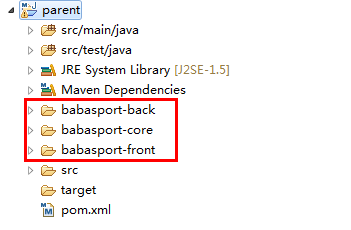 parent
src/main/java
src/test/java
JRE System Library [J2SE-1.5]
Maven Dependencies
babasport-back
babasport-core
babasport-front
src
target
pom.xml